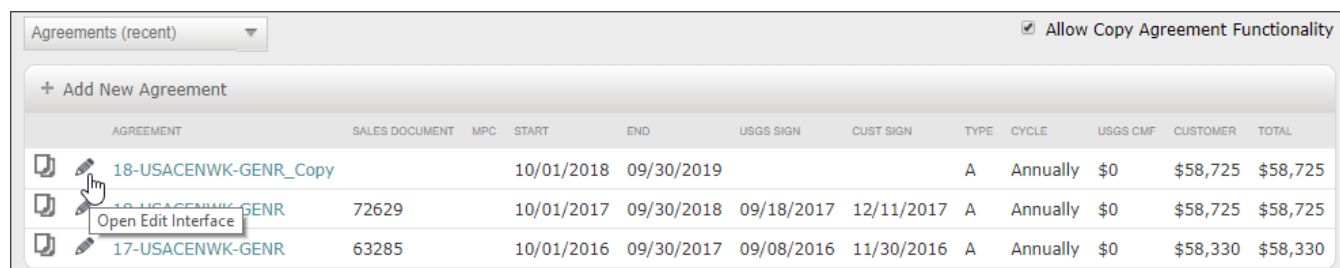 Agreements (recent) Allow Copy Agreement Functionality
+ Add New Agreement
AGREEMENT SALES DOCUMENT MPC START END USGS SIGN CUST SIGN TYPE CYCLE USGS CMF CUSTOMER TOTAL
18-USACENWK-GENR_Copy 10/01/2018 09/30/2019 A Annually $0 $58,725 $58,725
GENR 72629 10/01/2017 09/30/2018 09/18/2017 12/11/2017 A Annually $0 $58,725 $58,725
Open Edit Interface
17-USACENWK-GENR 63285 10/01/2016 09/30/2017 09/08/2016 11/30/2016 A Annually $0 $58,330 $58,330